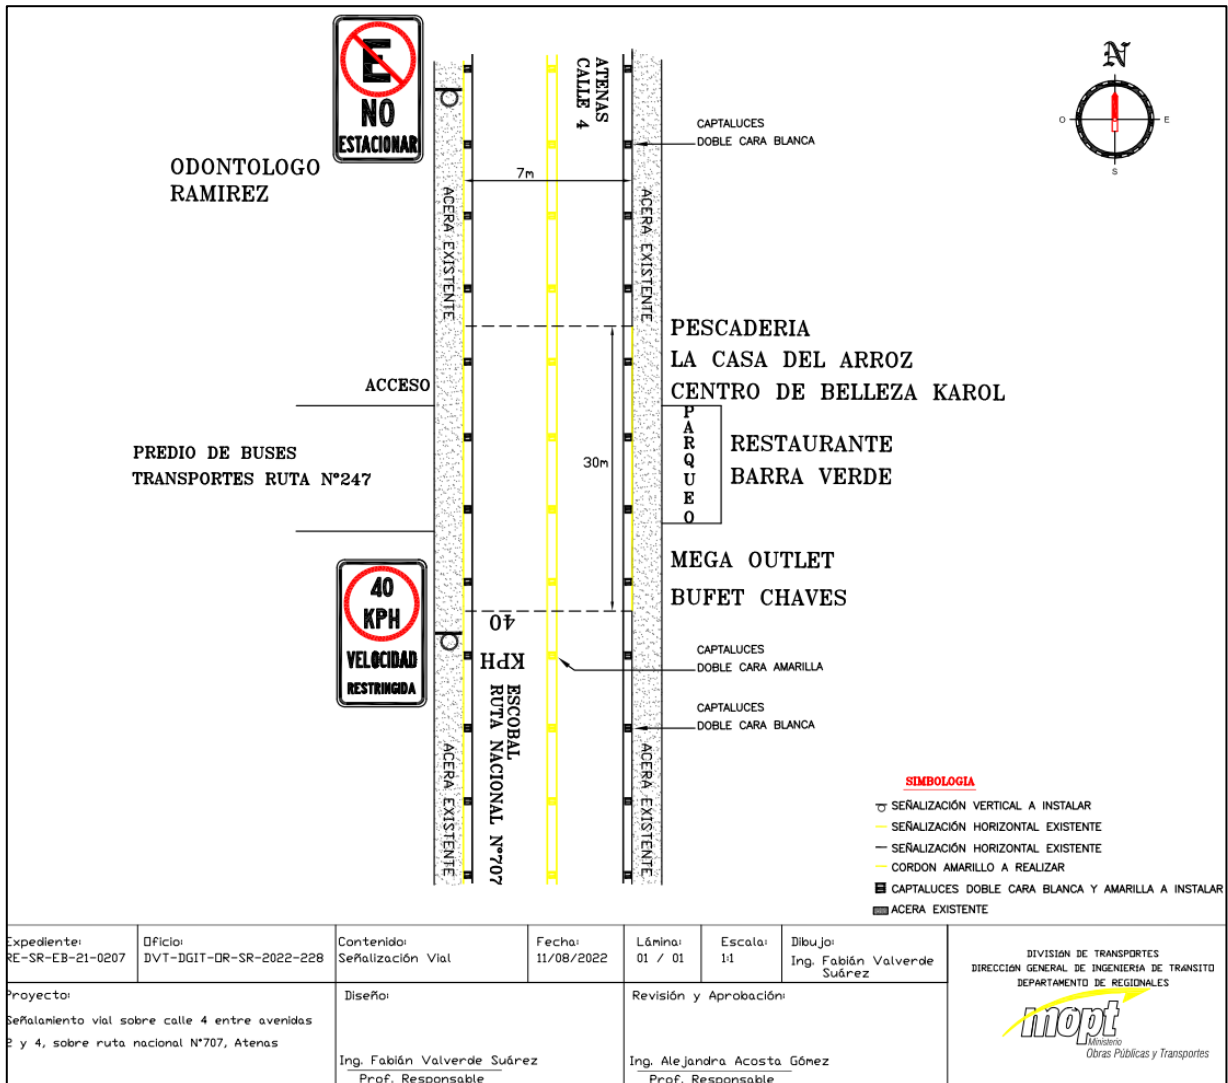 E
NO
ESTACIONAR
ATENAS
CALLE 4
N
O
E
S
CAPTALUCES
DOBLE CARA BLANCA
ODONTOLOGO
RAMIREZ
7m
ACERA EXISTENTE
ACERA EXISTENTE
PESCADERIA
LA CASA DEL ARROZ
CENTRO DE BELLEZA KAROL
ACCESO
PARQUEO
RESTAURANTE
BARRA VERDE
PREDIO DE BUSES
TRANSPORTES RUTA N°247
30m
MEGA OUTLET
BUFET CHAVES
40
KPH
VELOCIDAD
RESTRINGIDA
40
KPH
CAPTALUCES
DOBLE CARA AMARILLA
ESCOBAL
RUTA NACIONAL N°707
CAPTALUCES
DOBLE CARA BLANCA
ACERA EXISTENTE
ACERA EXISTENTE
SIMBOLOGIA
SEÑALIZACIÓN VERTICAL A INSTALAR
SEÑALIZACIÓN HORIZONTAL EXISTENTE
SEÑALIZACIÓN HORIZONTAL EXISTENTE
CORDON AMARILLO A REALIZAR
CAPTALUCES DOBLE CARA BLANCA Y AMARILLA A INSTALAR
ACERA EXISTENTE
Expediente:
RE-SR-EB-21-0207
Oficio:
DVT-DGIT-OR-SR-2022-228
Contenido:
Señalización Vial
Fecha:
11/08/2022
Lámina:
01 / 01
Escala:
1:1
Dibujo:
Ing. Fabián Valverde
Suárez
Proyecto:
Señalamiento vial sobre calle 4 entre avenidas
2 y 4, sobre ruta nacional N°707, Atenas
Diseño:
Ing. Fabián Valverde Suárez
Prof. Responsable
Revisión y Aprobación:
Ing. Alejandra Acosta Gómez
Prof. Responsable
DIVISIÓN DE TRANSPORTES
DIRECCIÓN GENERAL DE INGENIERÍA DE TRÁNSITO
DEPARTAMENTO DE REGIONALES
mopt
Ministerio
Obras Públicas y Transportes